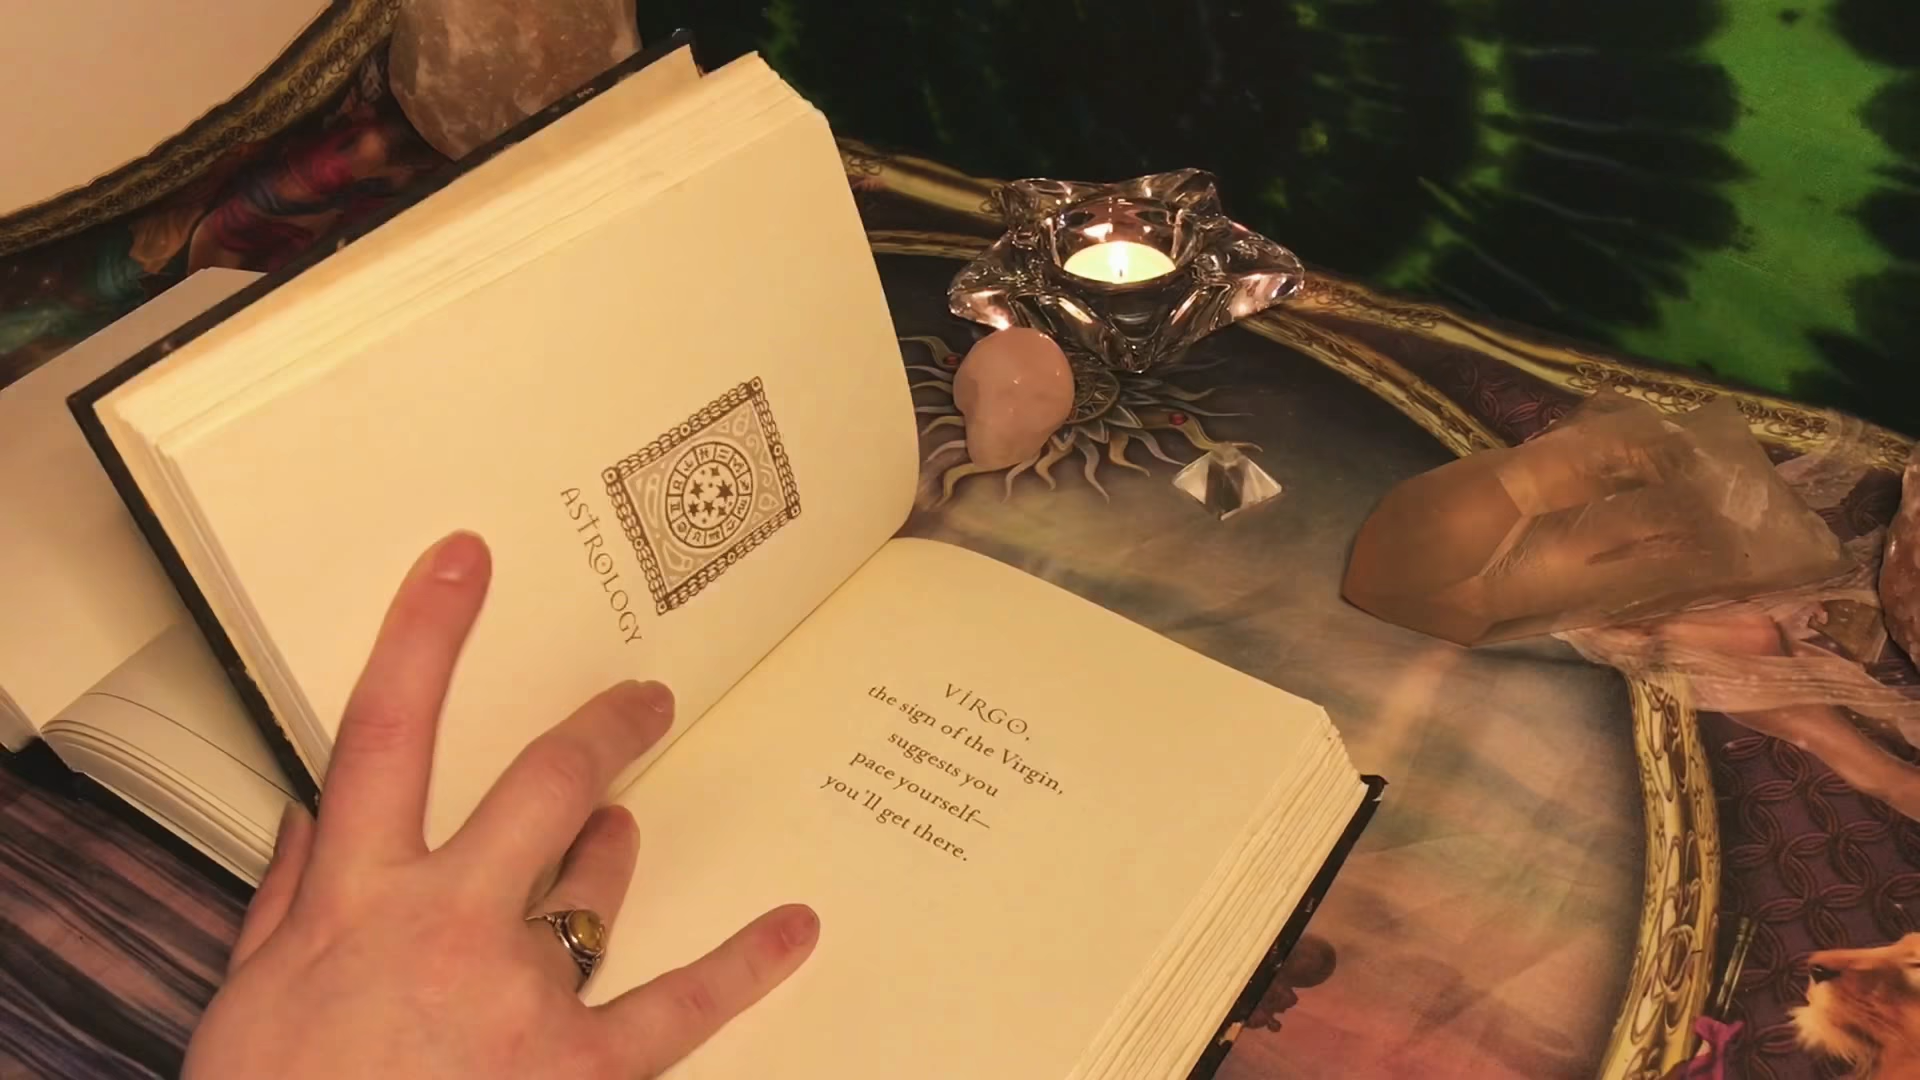 ASTROLOGY
VIRGO,
the sign of the Virgin,
suggests you
pace yourself—
you'll get there.